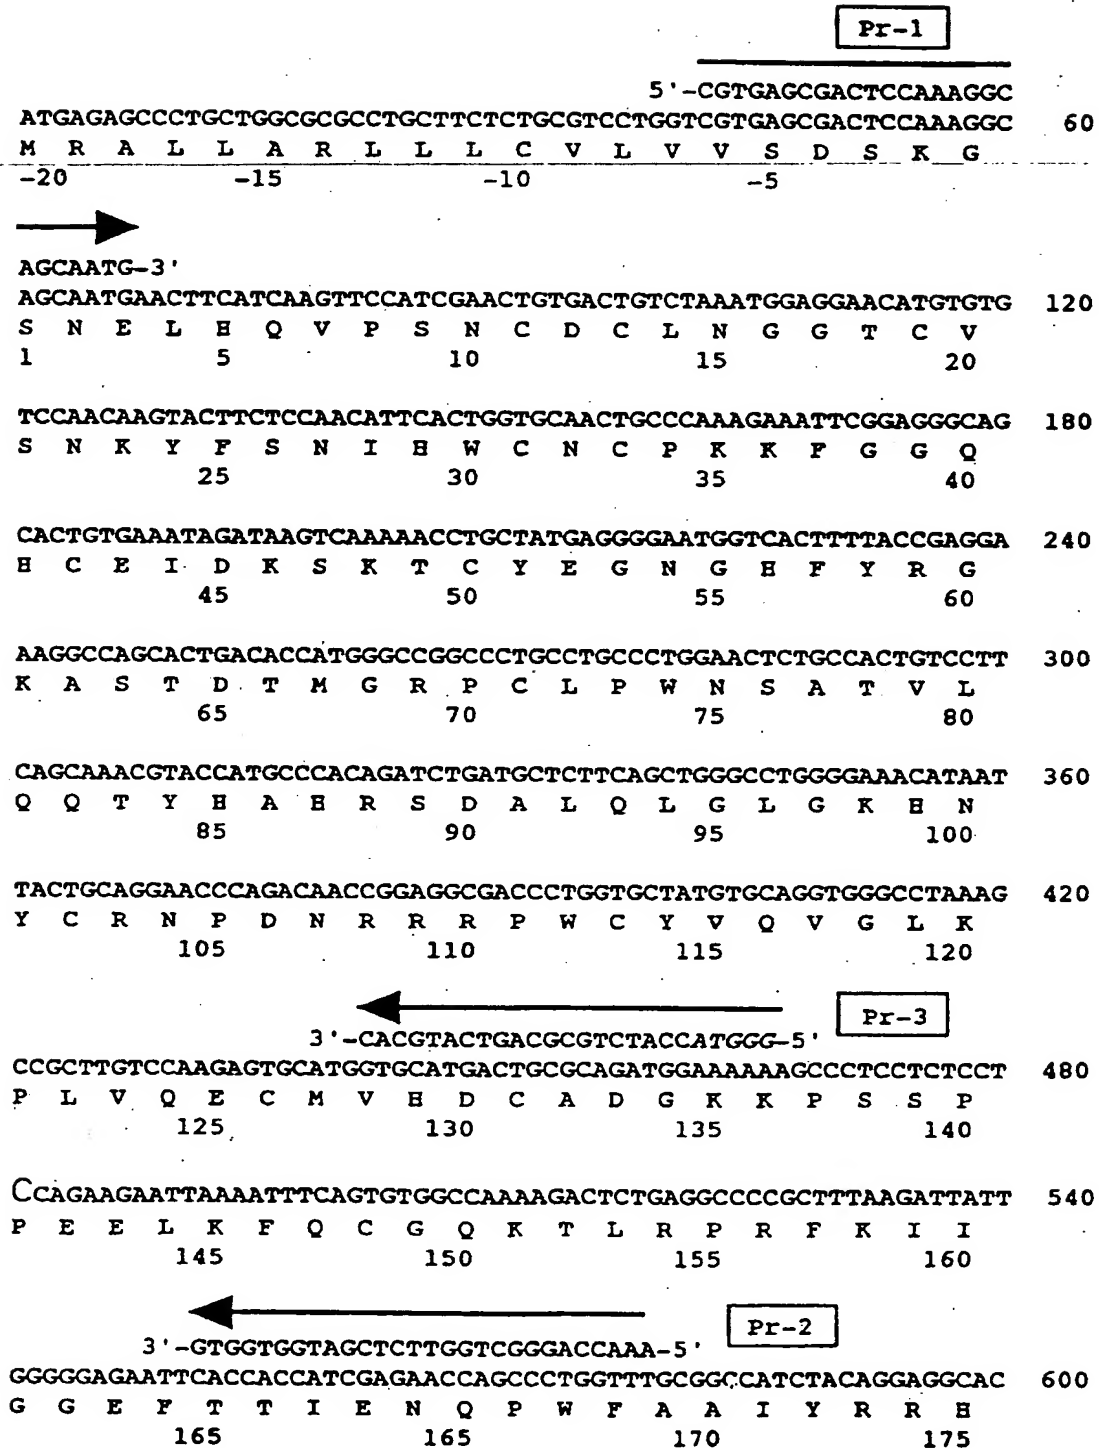 Pr-1
5'-CGTGAGCGACTCCAAAGGC
ATGAGAGCCCTGCTGGCGCGCCTGCTTCTCTGCGTCCTGGTCGTGAGCGACTCCAAAGGC 60
M R A L L A R L L L C V L V V S D S K G
-20 -15 -10 -5
AGCAATG-3'
AGCAATGAACTTCATCAAGTTCCATCGAACTGTGACTGTCTAAATGGAGGAACATGTGTG 120
S N E L H Q V P S N C D C L N G G T C V
1 5 10 15 20
TCCAACAAGTACTTCTCCAACATTCACTGGTGCAACTGCCCAAAGAAATTCGGAGGGCAG 180
S N K Y F S N I H W C N C P K K F G G Q
25 30 35 40
CACTGTGAAATAGATAAGTCAAAAACCTGCTATGAGGGGAATGGTCACTTTTACCGAGGA 240
H C E I D K S K T C Y E G N G H F Y R G
45 50 55 60
AAGGCCAGCACTGACACCATGGGCCGGCCCTGCCTGCCCTGGAACTCTGCCACTGTCCTT 300
K A S T D T M G R P C L P W N S A T V L
65 70 75 80
CAGCAAACGTACCATGCCCACAGATCTGATGCTCTTCAGCTGGGCCTGGGGAAACATAAT 360
Q Q T Y H A H R S D A L Q L G L G K H N
85 90 95 100
TACTGCAGGAACCCAGACAACCGGAGGCGACCCTGGTGCTATGTGCAGGTGGGCCTAAAG 420
Y C R N P D N R R R P W C Y V Q V G L K
105 110 115 120
Pr-3
3'-CACGTACTGACGCGTCTACCATGGG-5'
CCGCTTGTCCAAGAGTGCATGGTGCATGACTGCGCAGATGGAAAAAAGCCCTCCTCTCCT 480
P L V Q E C M V H D C A D G K K P S S P
125 130 135 140
CCAGAAGAATTAAAATTTCAGTGTGGCCAAAAGACTCTGAGGCCCCGCTTTAAGATTATT 540
P E E L K F Q C G Q K T L R P R F K I I
145 150 155 160
Pr-2
3'-GTGGTGGTAGCTCTTGGTCGGGACCAAA-5'
GGGGGAGAATTCACCACCATCGAGAACCAGCCCTGGTTTGCGGCCATCTACAGGAGGCAC 600
G G E F T T I E N Q P W F A A I Y R R H
165 165 170 175